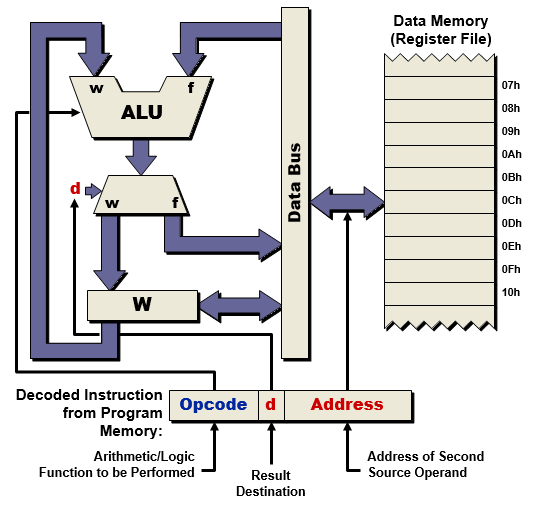 Data Memory
(Register File)
w
f
ALU
07h
08h
09h
0Ah
0Bh
0Ch
0Dh
0Eh
0Fh
10h
Data Bus
d
w
f
W
Decoded Instruction
from Program
Memory:
Opcode
d
Address
Arithmetic/Logic
Function to be Performed
Result
Destination
Address of Second
Source Operand